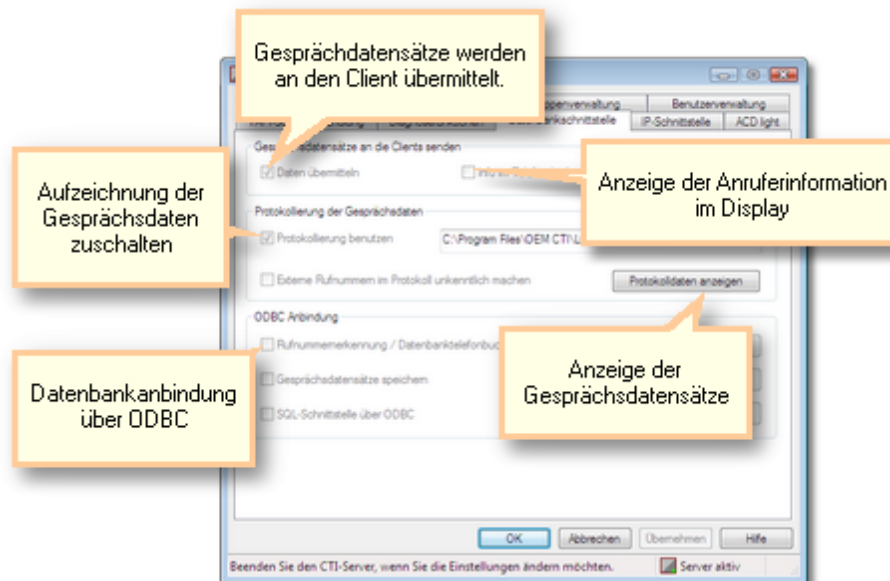 Gesprächdatensätze werden
an den Client übermittelt.
Benutzerverwaltung
IP-Schnittstelle
ACD light
Daten übermitteln
Anzeige der Anruferinformation
im Display
Aufzeichnung der
Gesprächsdaten
zuschalten
Protokollierung der Gesprächsdaten
Protokollierung benutzen
C:\Program Files\OEM CTI\
Externe Rufnummern im Protokoll unkenntlich machen
Protokolldaten anzeigen
ODBC Anbindung
Rufnummernerkennung / Datenbanktelefonbuc
Gesprächsdatensätze speichern
SQL-Schnittstelle über ODBC
Anzeige der
Gesprächsdatensätze
Datenbankanbindung
über ODBC
OK
Abbrechen
Übernehmen
Hilfe
Beenden Sie den CTI-Server, wenn Sie die Einstellungen ändern möchten.
Server aktiv